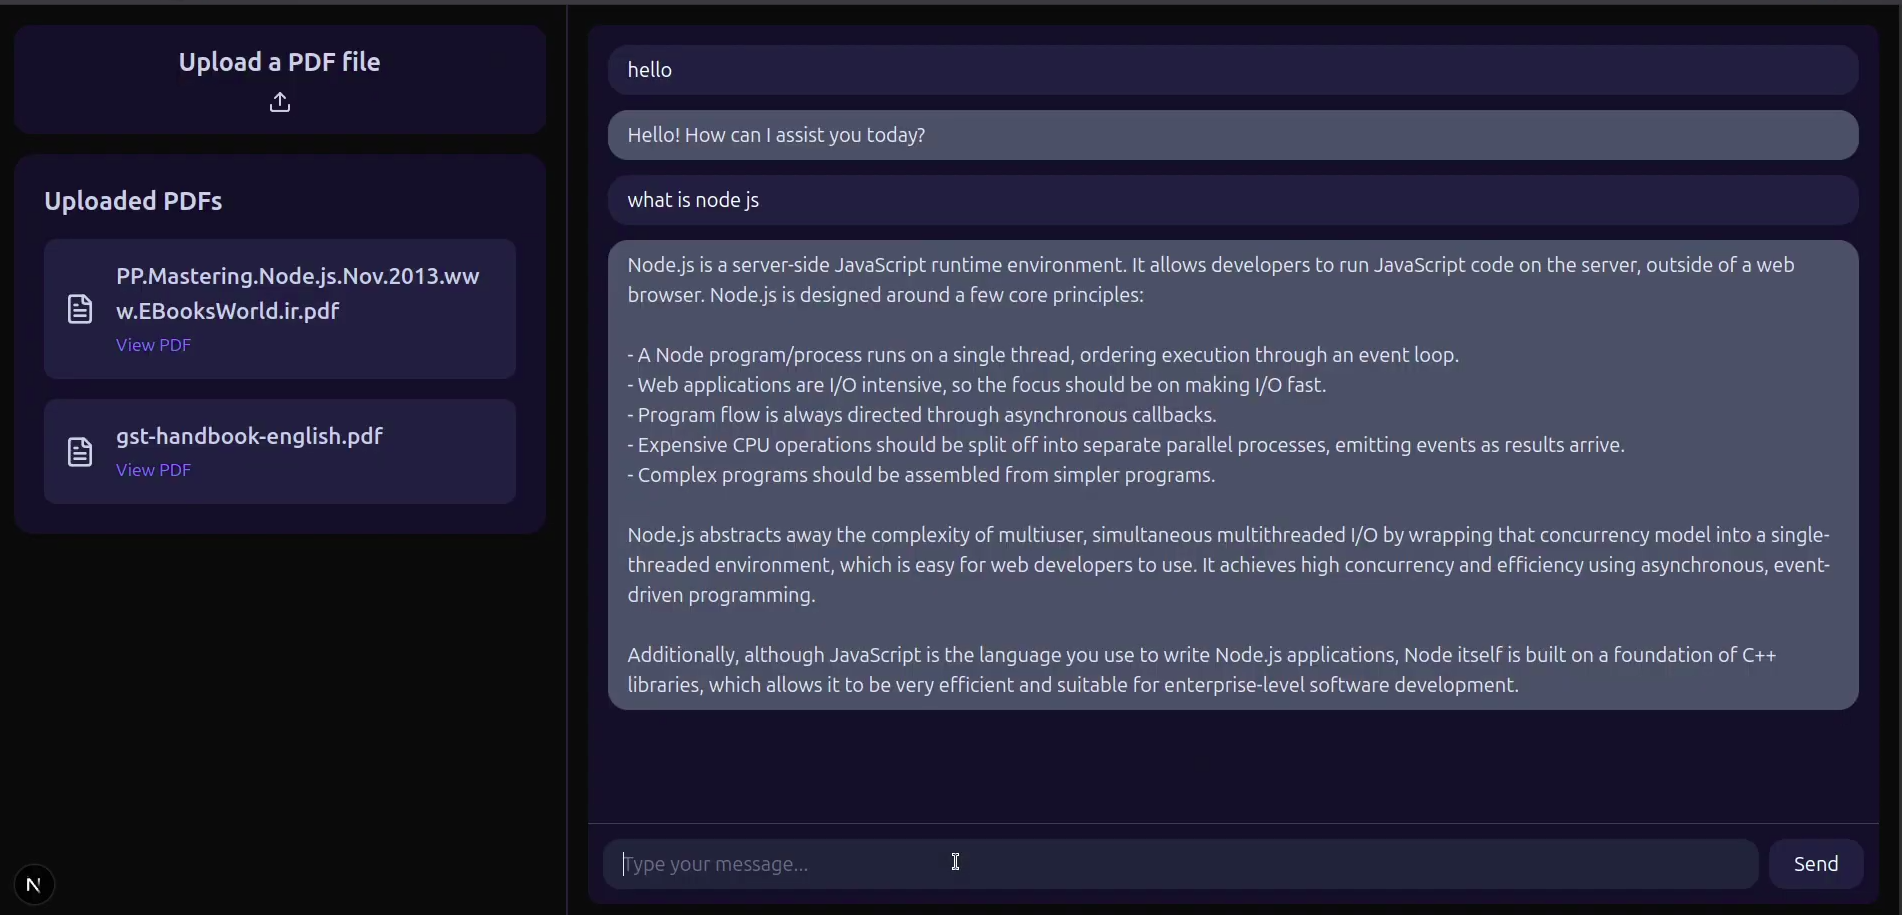 Upload a PDF file
Uploaded PDFs
PP.Mastering.Node.js.Nov.2013.ww
w.EBooksWorld.ir.pdf
View PDF
gst-handbook-english.pdf
View PDF
N
hello
Hello! How can I assist you today?
what is node js
Node.js is a server-side JavaScript runtime environment. It allows developers to run JavaScript code on the server, outside of a web
browser. Node.js is designed around a few core principles:
- A Node program/process runs on a single thread, ordering execution through an event loop.
- Web applications are I/O intensive, so the focus should be on making I/O fast.
- Program flow is always directed through asynchronous callbacks.
- Expensive CPU operations should be split off into separate parallel processes, emitting events as results arrive.
- Complex programs should be assembled from simpler programs.
Node.js abstracts away the complexity of multiuser, simultaneous multithreaded I/O by wrapping that concurrency model into a single-
threaded environment, which is easy for web developers to use. It achieves high concurrency and efficiency using asynchronous, event-
driven programming.
Additionally, although JavaScript is the language you use to write Node.js applications, Node itself is built on a foundation of C++
libraries, which allows it to be very efficient and suitable for enterprise-level software development.
Type your message...
Send